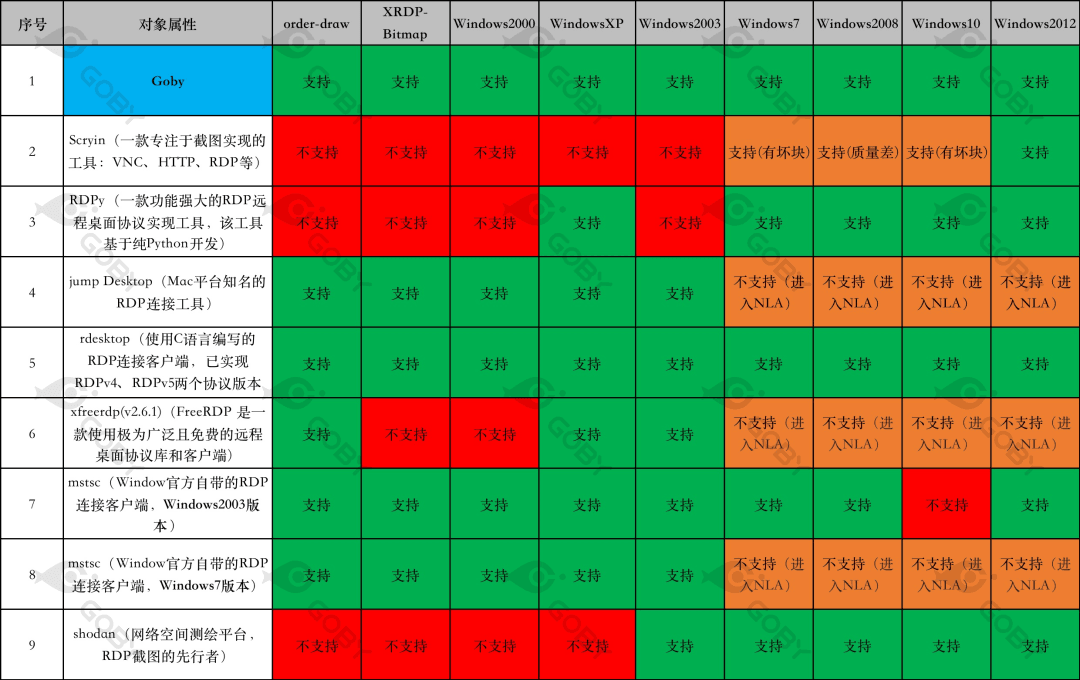 序号 对象属性 order-draw XRDP-Bitmap Windows2000 WindowsXP Windows2003 Windows7 Windows2008 Windows10 Windows2012
1 Goby 支持 支持 支持 支持 支持 支持 支持 支持 支持
2 Scryin（一款专注于截图实现的
工具：VNC、HTTP、RDP等） 不支持 不支持 不支持 不支持 不支持 支持(有坏块) 支持(质量差) 支持(有坏块) 支持
3 RDPy（一款功能强大的RDP远
程桌面协议实现工具，该工具
基于纯Python开发） 不支持 不支持 不支持 支持 不支持 支持 支持 支持 支持
4 jump Desktop（Mac平台知名的
RDP连接工具） 支持 支持 支持 支持 支持 不支持（进入NLA） 不支持（进入NLA） 不支持（进入NLA） 不支持（进入NLA）
5 rdesktop（使用C语言编写的
RDP连接客户端，已实现
RDPv4、RDPv5两个协议版本 支持 支持 支持 支持 支持 支持 支持 支持 支持
6 xfreerdp(v2.6.1)（FreeRDP 是一
款使用极为广泛且免费的远程
桌面协议库和客户端） 支持 不支持 不支持 支持 支持 不支持（进入NLA） 不支持（进入NLA） 不支持（进入NLA） 不支持（进入NLA）
7 mstsc（Window官方自带的RDP
连接客户端，Windows2003版
本） 支持 支持 支持 支持 支持 支持 支持 不支持 支持
8 mstsc（Window官方自带的RDP
连接客户端，Windows7版本） 支持 支持 支持 支持 支持 不支持（进入NLA） 不支持（进入NLA） 不支持（进入NLA） 不支持（进入NLA）
9 shodan（网络空间测绘平台，
RDP截图的先行者） 不支持 不支持 不支持 不支持 支持 支持 支持 支持 支持
GOBY